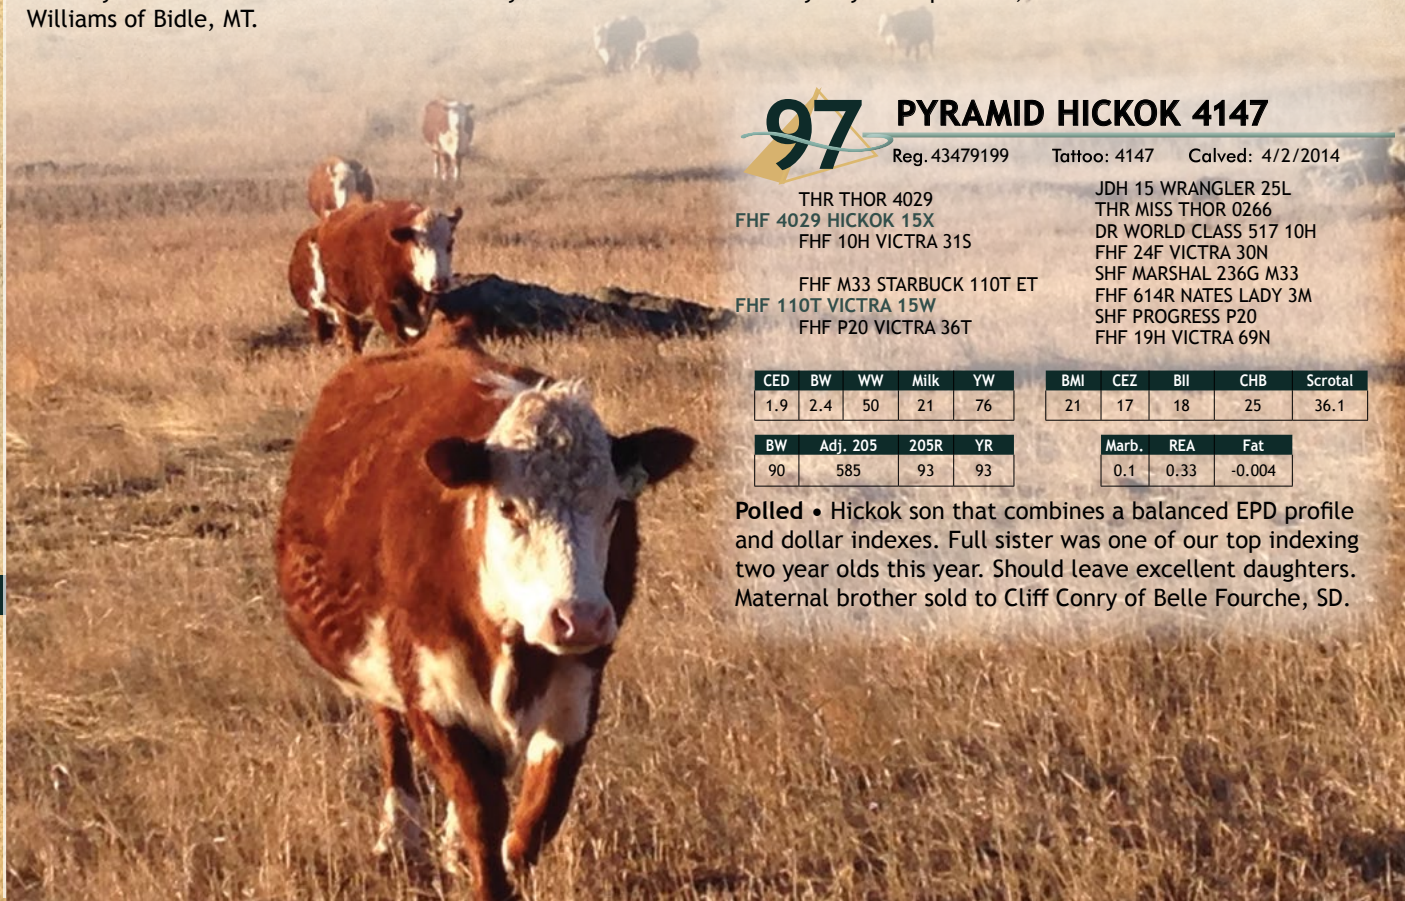 Williams of Bidle, MT.
97
PYRAMID HICKOK 4147
Reg. 43479199 Tattoo: 4147 Calved: 4/2/2014
THR THOR 4029
FHF 4029 HICKOK 15X
FHF 10H VICTRA 31S
FHF M33 STARBUCK 110T ET
FHF 110T VICTRA 15W
FHF P20 VICTRA 36T
JDH 15 WRANGLER 25L
THR MISS THOR 0266
DR WORLD CLASS 517 10H
FHF 24F VICTRA 30N
SHF MARSHAL 236G M33
FHF 614R NATES LADY 3M
SHF PROGRESS P20
FHF 19H VICTRA 69N
CED BW WW Milk YW
1.9 2.4 50 21 76
BMI CEZ BII CHB Scrotal
21 17 18 25 36.1
BW Adj. 205 205R YR
90 585 93 93
Marb. REA Fat
0.1 0.33 -0.004
Polled • Hickok son that combines a balanced EPD profile
and dollar indexes. Full sister was one of our top indexing
two year olds this year. Should leave excellent daughters.
Maternal brother sold to Cliff Conry of Belle Fourche, SD.